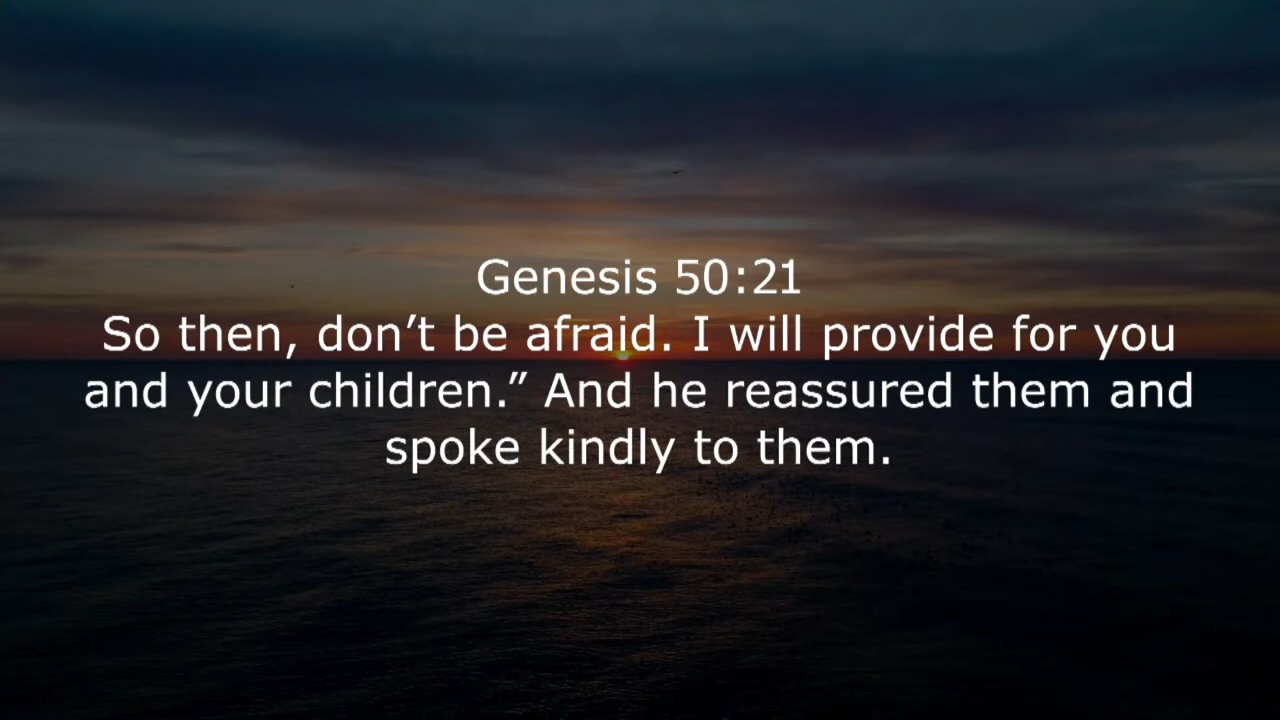 Genesis 50:21
So then, don’t be afraid. I will provide for you
and your children.” And he reassured them and
spoke kindly to them.